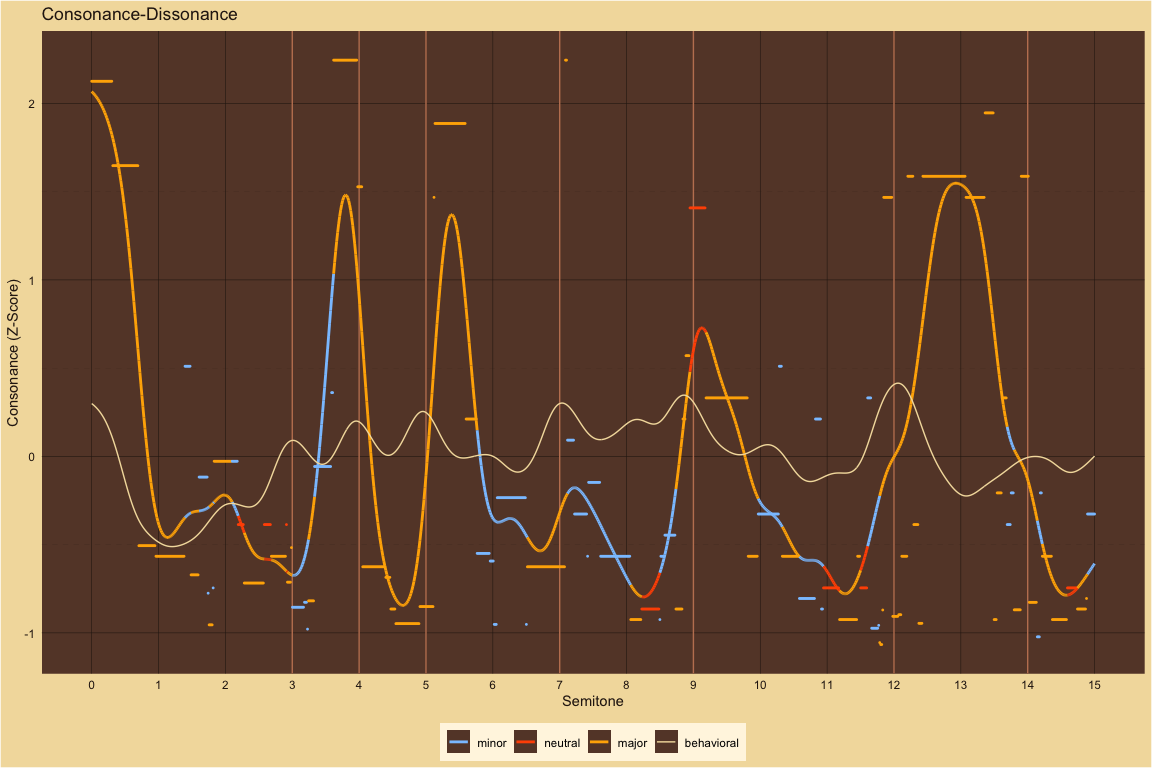 Consonance-Dissonance
Consonance (Z-Score)
2
1
0
-1
0 1 2 3 4 5 6 7 8 9 10 11 12 13 14 15
Semitone
minor neutral major behavioral